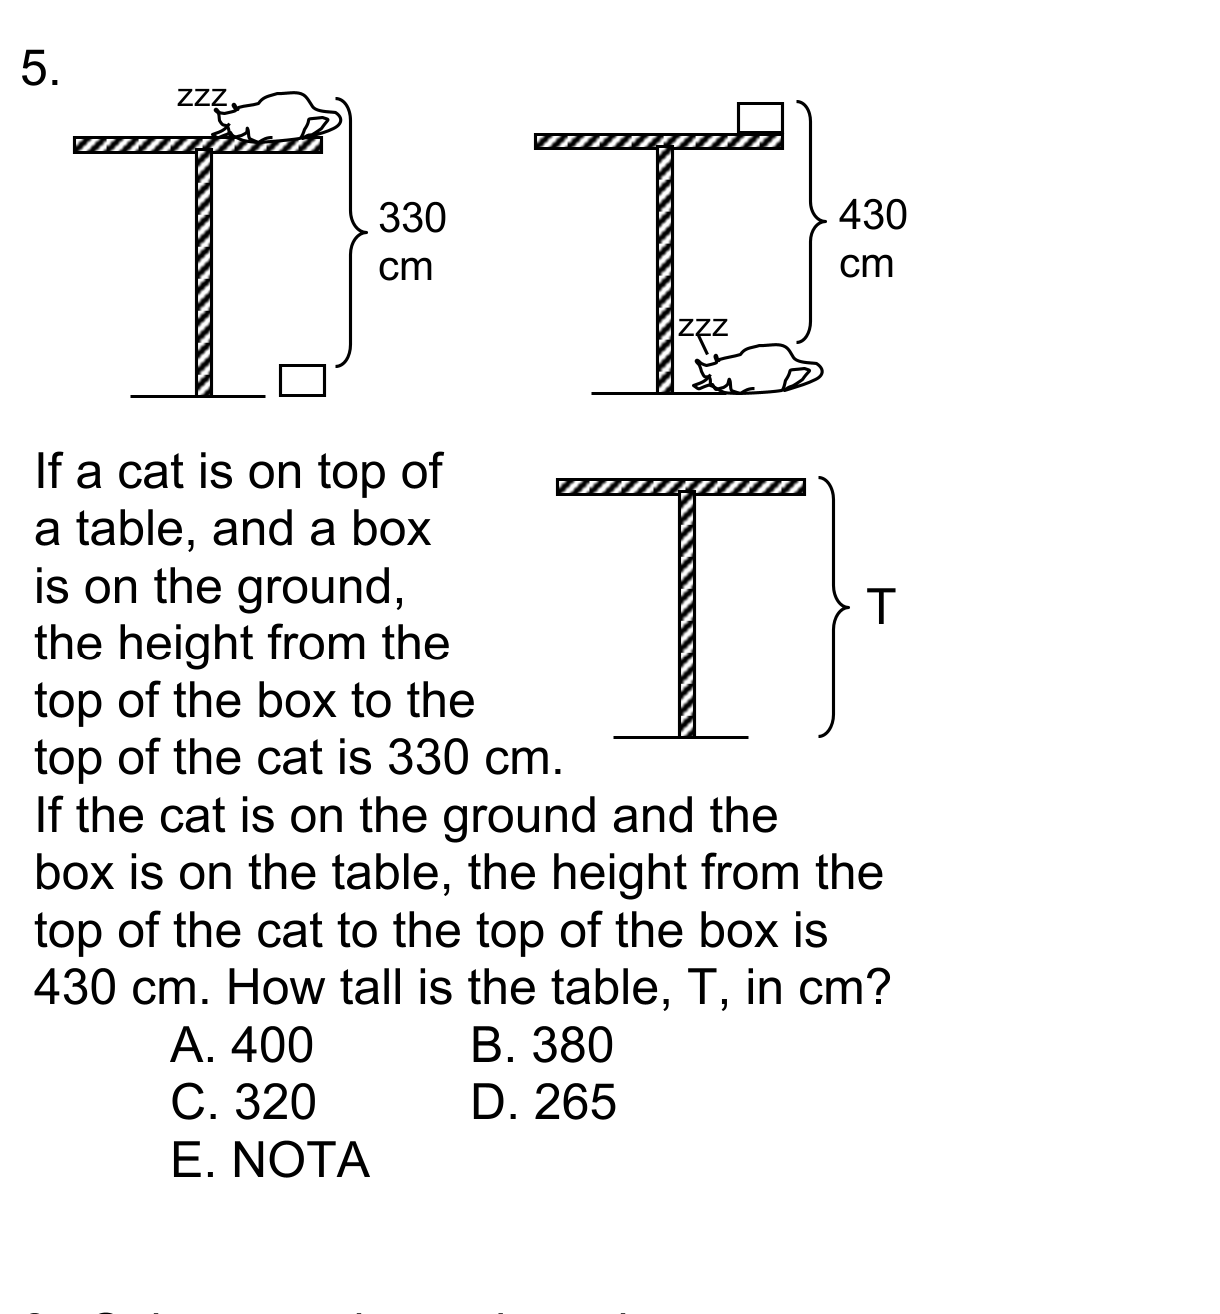 5.
zzz
330
cm
430
cm
zzz
If a cat is on top of
a table, and a box
is on the ground,
the height from the
top of the box to the
top of the cat is 330 cm.
T
If the cat is on the ground and the
box is on the table, the height from the
top of the cat to the top of the box is
430 cm. How tall is the table, T, in cm?
A. 400 B. 380
C. 320 D. 265
E. NOTA